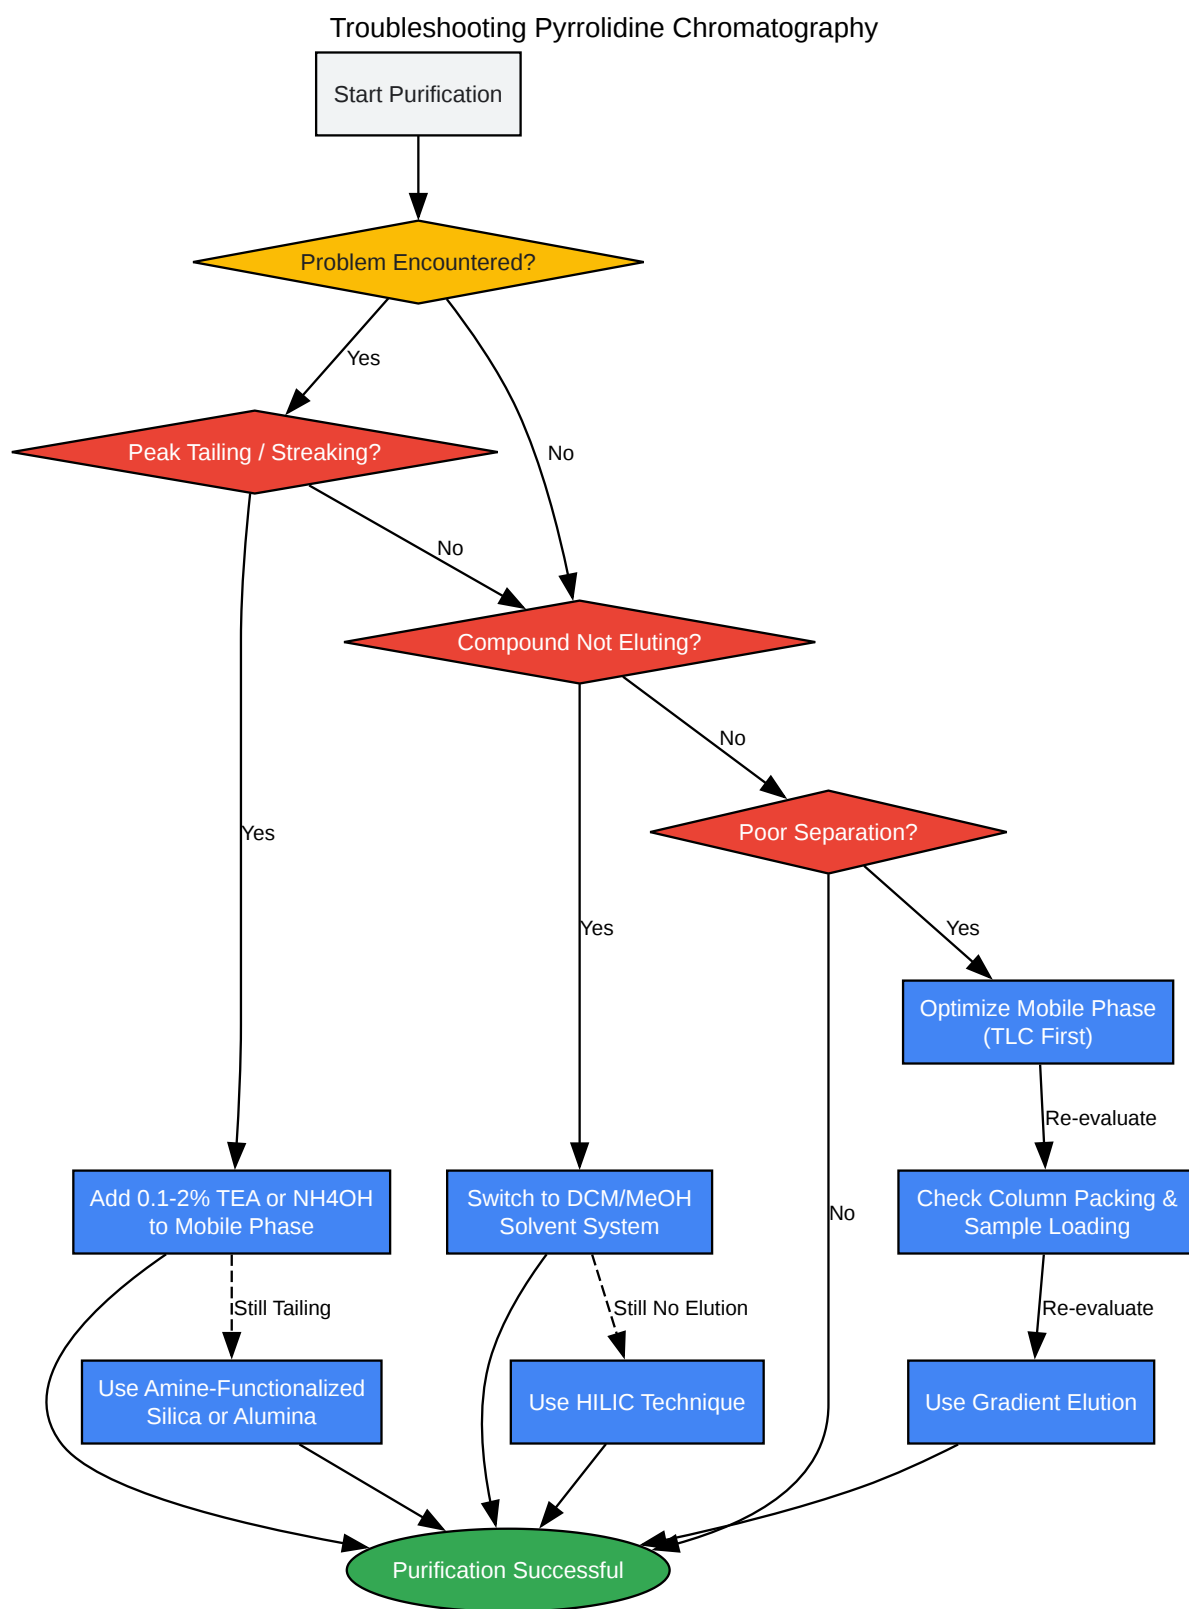 Troubleshooting Pyrrolidine Chromatography
Start Purification
Problem Encountered?
Yes
No
Peak Tailing / Streaking?
No
Compound Not Eluting?
No
Yes
Poor Separation?
Yes
Yes
Optimize Mobile Phase
(TLC First)
Re-evaluate
Add 0.1-2% TEA or NH4OH
to Mobile Phase
Switch to DCM/MeOH
Solvent System
No
Check Column Packing &
Sample Loading
Still Tailing
Still No Elution
Re-evaluate
Use Amine-Functionalized
Silica or Alumina
Use HILIC Technique
Use Gradient Elution
Purification Successful